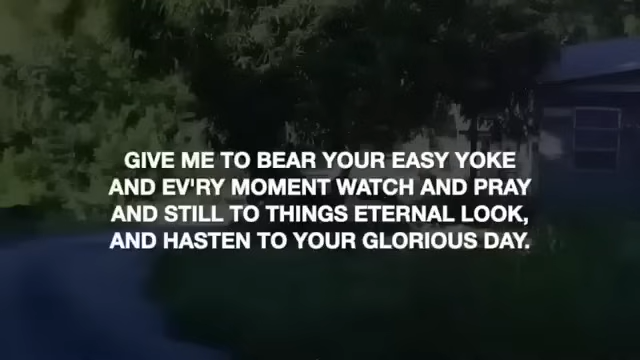 GIVE ME TO BEAR YOUR EASY YOKE
AND EV'RY MOMENT WATCH AND PRAY
AND STILL TO THINGS ETERNAL LOOK,
AND HASTEN TO YOUR GLORIOUS DAY.